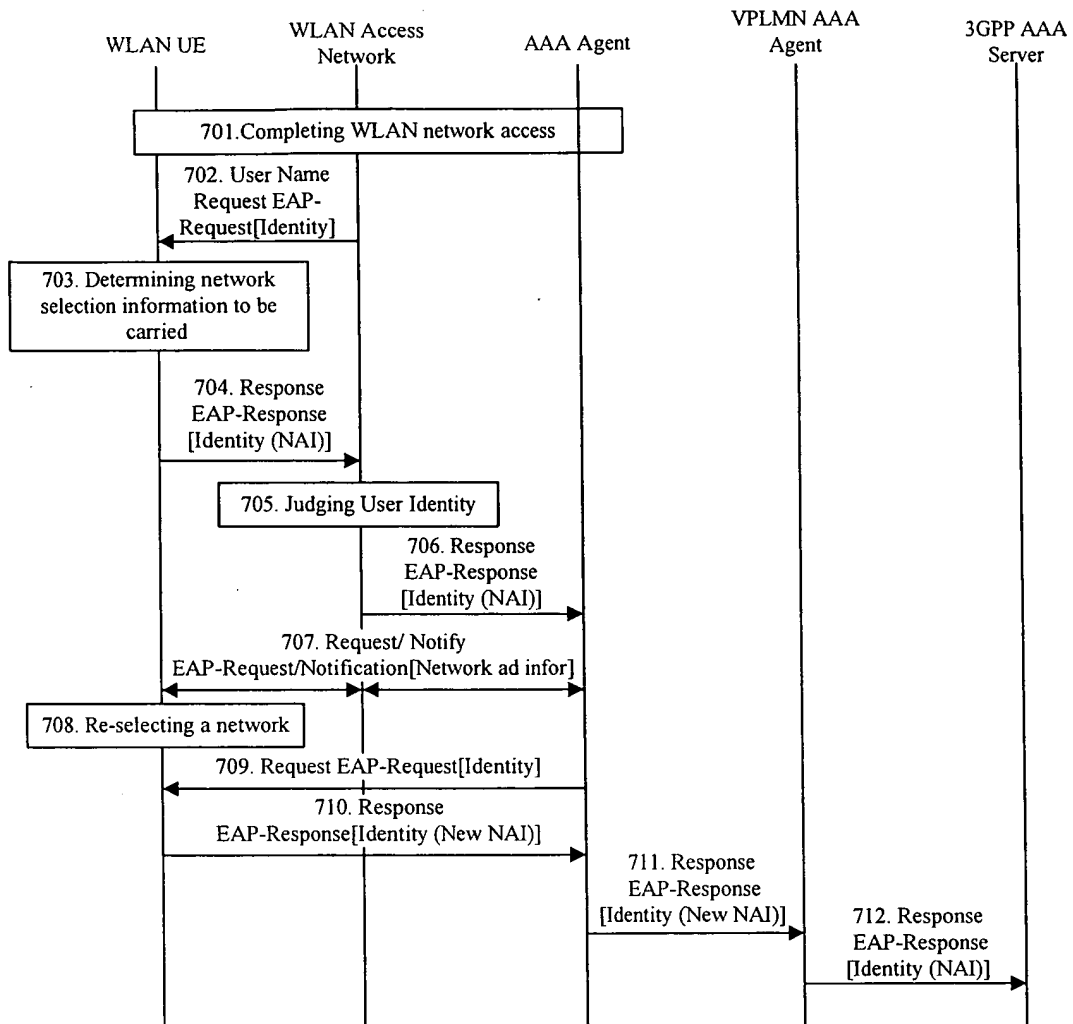 WLAN UE
WLAN Access
Network
AAA Agent
VPLMN AAA
Agent
3GPP AAA
Server
701.Completing WLAN network access
702. User Name
Request EAP-
Request[Identity]
703. Determining network
selection information to be
carried
704. Response
EAP-Response
[Identity (NAI)]
705. Judging User Identity
706. Response
EAP-Response
[Identity (NAI)]
707. Request/ Notify
EAP-Request/Notification[Network ad infor]
708. Re-selecting a network
709. Request EAP-Request[Identity]
710. Response
EAP-Response[Identity (New NAI)]
711. Response
EAP-Response
[Identity (New NAI)]
712. Response
EAP-Response
[Identity (NAI)]